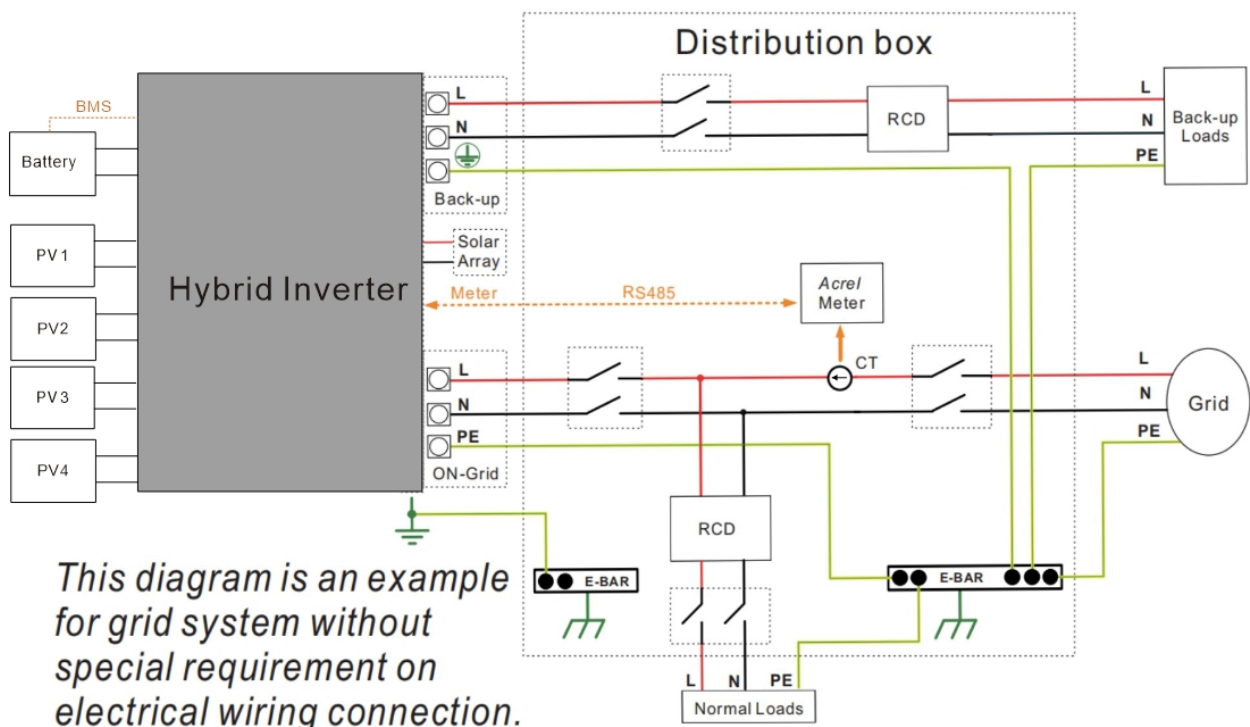 Distribution box
BMS
Battery
PV1
PV2
PV3
PV4
Hybrid Inverter
L
N
Back-up
Solar
Array
Meter
RS485
Acrel
Meter
CT
L
N
PE
ON-Grid
RCD
L
N
PE
Back-up
Loads
L
N
PE
Grid
RCD
E-BAR
E-BAR
L
N
PE
Normal Loads
This diagram is an example
for grid system without
special requirement on
electrical wiring connection.